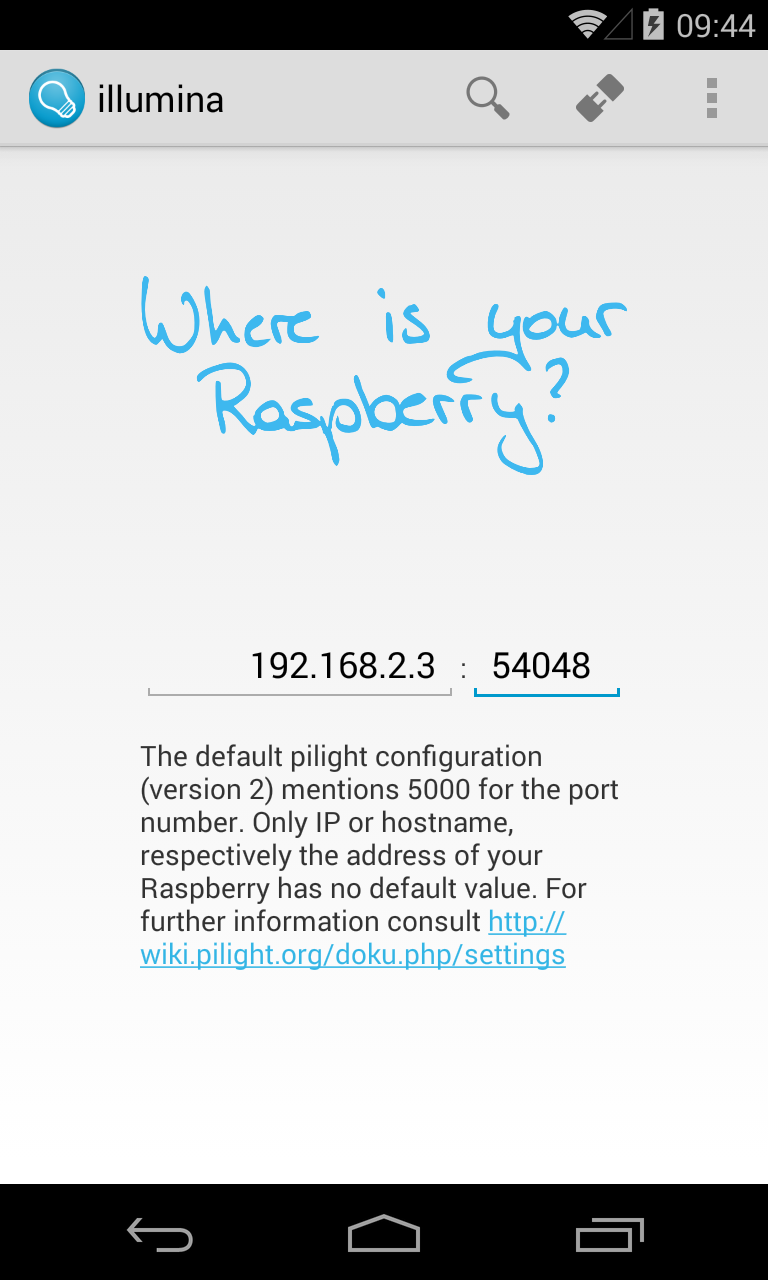 09:44
illumina
Where is your
Raspberry?
192.168.2.3 : 54048
The default pilight configuration
(version 2) mentions 5000 for the port
number. Only IP or hostname,
respectively the address of your
Raspberry has no default value. For
further information consult http://
wiki.pilight.org/doku.php/settings